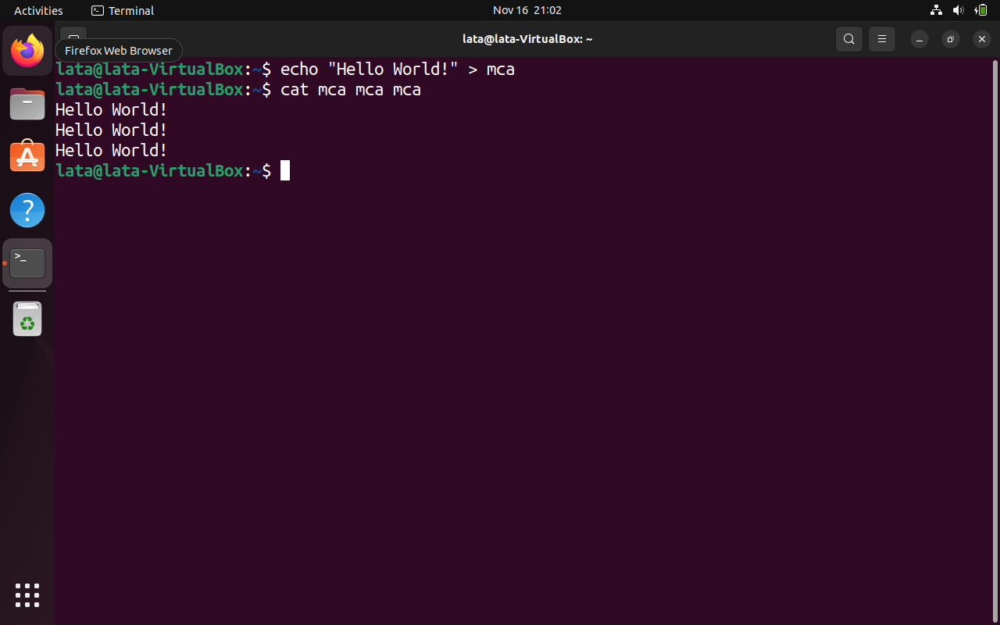 Activities Terminal Nov 16 21:02
lata@lata-VirtualBox: ~
Firefox Web Browser
lata@lata-VirtualBox:~$ echo "Hello World!" > mca
lata@lata-VirtualBox:~$ cat mca mca mca
Hello World!
Hello World!
Hello World!
lata@lata-VirtualBox:~$